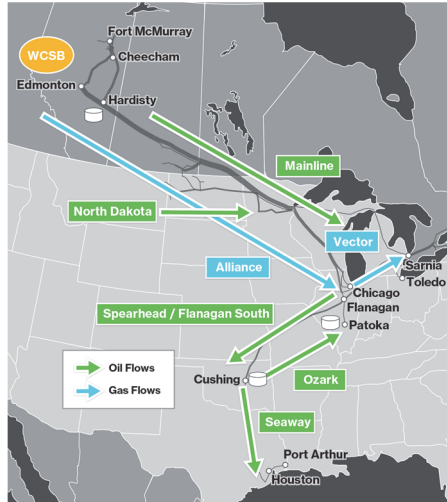 Fort McMurray
WCSB
Cheecham
Edmonton
Hardisty
Mainline
North Dakota
Vector
Alliance
Sarnia
Toledo
Chicago
Flanagan
Spearhead / Flanagan South
Patoka
Oil Flows
Gas Flows
Cushing
Ozark
Seaway
Port Arthur
Houston